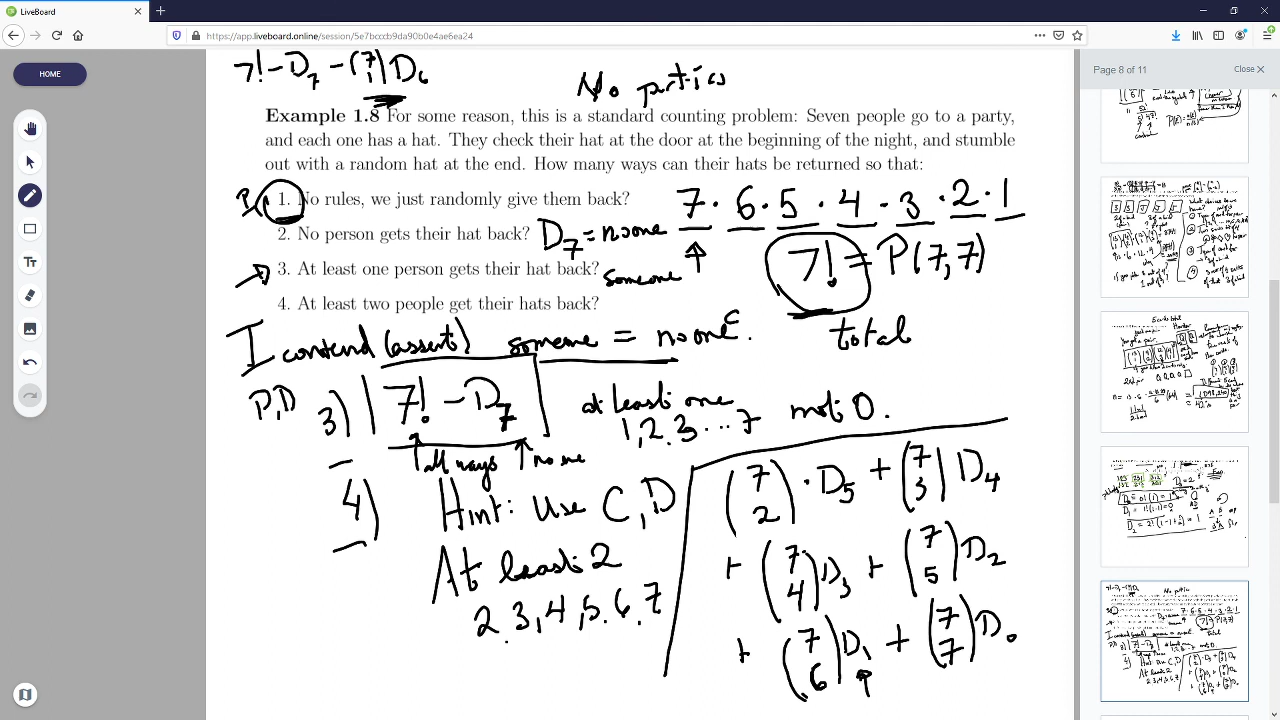 LiveBoard
https://app.liveboard.online/session/5e7bcccb9da90b0e4ae6ea24
HOME
Page 8 of 11
Close
7! - D₇ - (7 1) D₆
No parties
Example 1.8 For some reason, this is a standard counting problem: Seven people go to a party,
and each one has a hat. They check their hat at the door at the beginning of the night, and stumble
out with a random hat at the end. How many ways can their hats be returned so that:
1. No rules, we just randomly give them back?
7 · 6 · 5 · 4 · 3 · 2 · 1
2. No person gets their hat back? D₇ = no one
3. At least one person gets their hat back? someone
7! = P(7,7)
4. At least two people get their hats back?
I contend (assert) someone = no oneᶜ.
total
P, D
3) 7! - D₇
at least one
1, 2, 3 ... 7
not 0.
all ways
no one
4) Hint: Use C, D
At least 2
2, 3, 4, 5, 6, 7
(7 2) · D₅ + (7 3) D₄
+ (7 4) D₃ + (7 5) D₂
+ (7 6) D₁ + (7 7) D₀
Tт